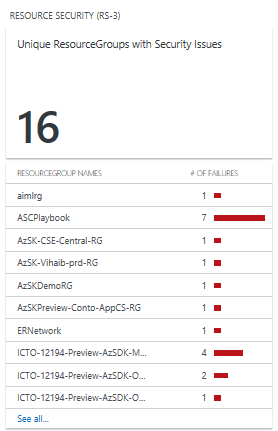 RESOURCE SECURITY (RS-3)
Unique ResourceGroups with Security Issues
16
RESOURCEGROUP NAMES # OF FAILURES
aimlrg 1
ASCPlaybook 7
AzSK-CSE-Central-RG 1
AzSK-Vihaib-prd-RG 1
AzSKDemoRG 1
AzSKPreview-Conto-AppCS-RG 1
ERNetwork 1
ICTO-12194-Preview-AzSDK-M... 4
ICTO-12194-Preview-AzSDK-O... 2
ICTO-12194-Preview-AzSDK-O... 1
See all...